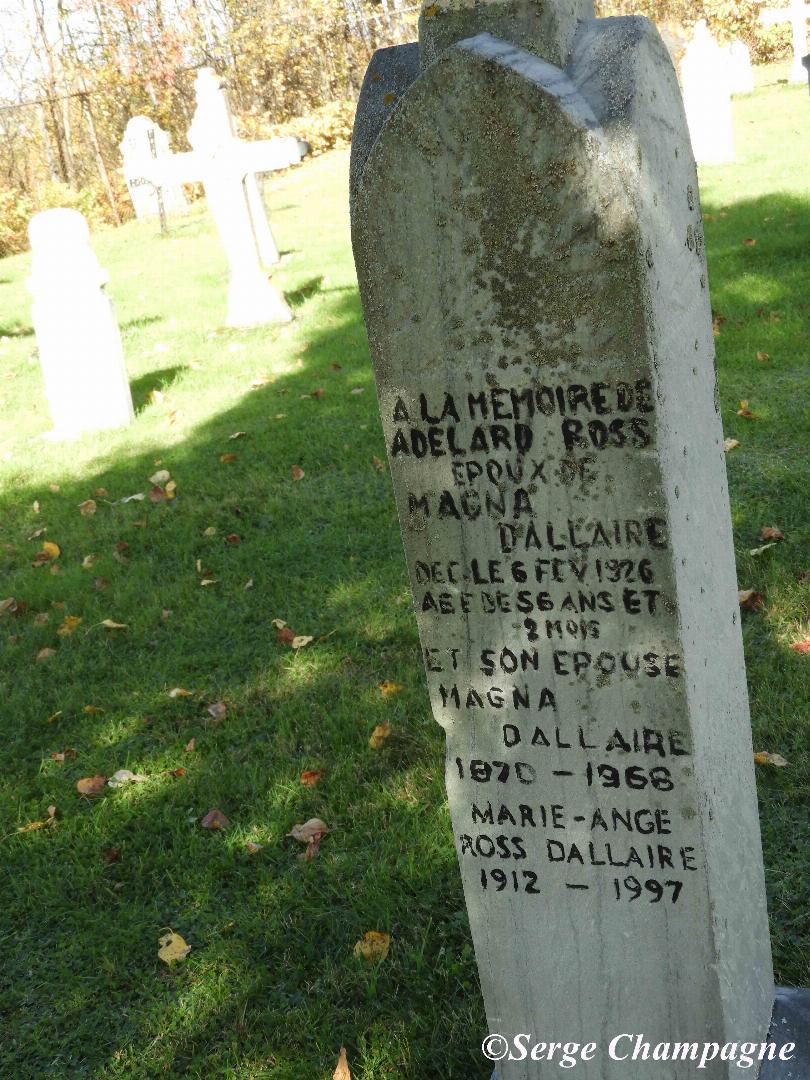 A LA MEMOIRE DE
ADELARD ROSS
EPOUX DE
MAGNA
DALLAIRE
DEC. LE 6 FEV 1926
AGE DE 56 ANS ET
2 MOIS
ET SON EPOUSE
MAGNA
DALLAIRE
1870 – 1968
MARIE-ANGE
ROSS DALLAIRE
1912 – 1997
©Serge Champagne